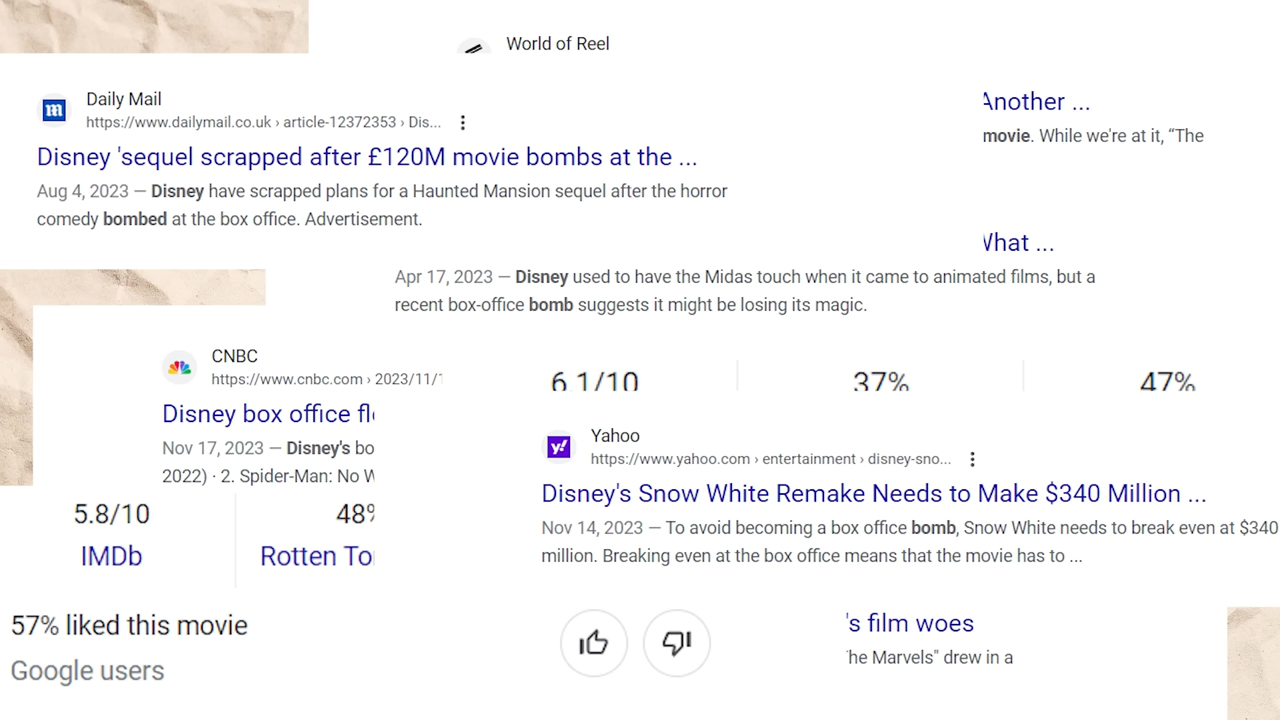 World of Reel
Daily Mail
https://www.dailymail.co.uk › article-12372353 › Dis...
Disney 'sequel scrapped after £120M movie bombs at the ...
Aug 4, 2023 — Disney have scrapped plans for a Haunted Mansion sequel after the horror
comedy bombed at the box office. Advertisement.
Another ...
movie. While we're at it, “The
What ...
Apr 17, 2023 — Disney used to have the Midas touch when it came to animated films, but a
recent box-office bomb suggests it might be losing its magic.
CNBC
https://www.cnbc.com › 2023/11/1
Disney box office fl
Nov 17, 2023 — Disney's bo
2022) · 2. Spider-Man: No W
6.1/10
37%
47%
Yahoo
https://www.yahoo.com › entertainment › disney-sno...
Disney's Snow White Remake Needs to Make $340 Million ...
Nov 14, 2023 — To avoid becoming a box office bomb, Snow White needs to break even at $340
million. Breaking even at the box office means that the movie has to ...
5.8/10
48%
IMDb
Rotten To
57% liked this movie
Google users
's film woes
The Marvels" drew in a